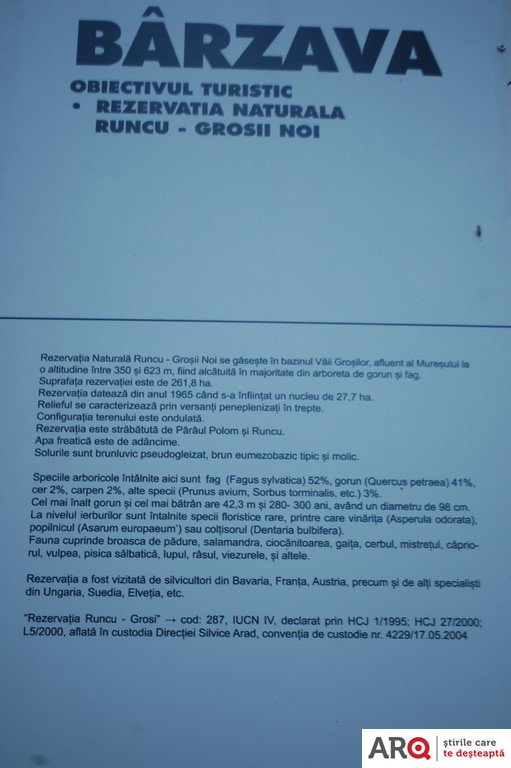 BÂRZAVA
OBIECTIVUL TURISTIC
• REZERVATIA NATURALA
RUNCU - GROSII NOI
Rezervația Naturală Runcu - Groșii Noi se găsește în bazinul Văii Groșilor, afluent al Mureșului la
o altitudine între 350 și 623 m, fiind alcătuită în majoritate din arboreta de gorun și fag.
Suprafața rezervației este de 261,8 ha.
Rezervația datează din anul 1965 când s-a înființat un nucleu de 27,7 ha.
Relieful se caracterizează prin versanți peneplenizați în trepte.
Configurația terenului este ondulată.
Rezervația este străbătută de Pârâul Polom și Runcu.
Apa freatică este de adâncime.
Solurile sunt brunluvic pseudogleizat, brun eumezobazic tipic și molic.
Speciile arboricole întâlnite aici sunt fag (Fagus sylvatica) 52%, gorun (Quercus petraea) 41%,
cer 2%, carpen 2%, alte specii (Prunus avium, Sorbus torminalis, etc.) 3%.
Cel mai înalt gorun și cel mai bătrân are 42,3 m și 280- 300 ani, având un diametru de 98 cm.
La nivelul ierburilor sunt întalnite specii floristice rare, printre care vinărița (Asperula odorata),
popilnicul (Asarum europaeum`) sau colțișorul (Dentaria bulbifera).
Fauna cuprinde broasca de pădure, salamandra, ciocănitoarea, gaița, cerbul, mistrețul, căprio-
rul, vulpea, pisica sălbatică, lupul, râsul, viezurele, și altele.
Rezervația a fost vizitată de silvicultori din Bavaria, Franța, Austria, precum și de alți specialiști
din Ungaria, Suedia, Elveția, etc.
"Rezervația Runcu - Grosi" → cod: 287, IUCN IV, declarat prin HCJ 1/1995; HCJ 27/2000;
L5/2000, aflată în custodia Direcției Silvice Arad, convenția de custodie nr. 4229/17.05.2004
ARQ știrile care
te deșteaptă